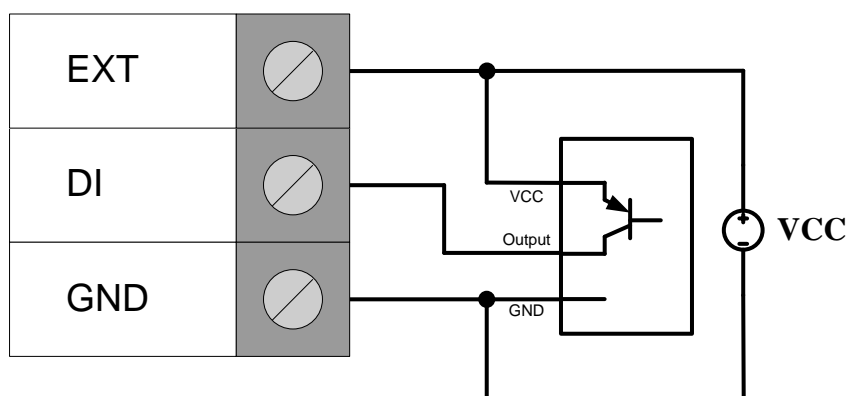 EXT
DI
GND
VCC
Output
GND
VCC